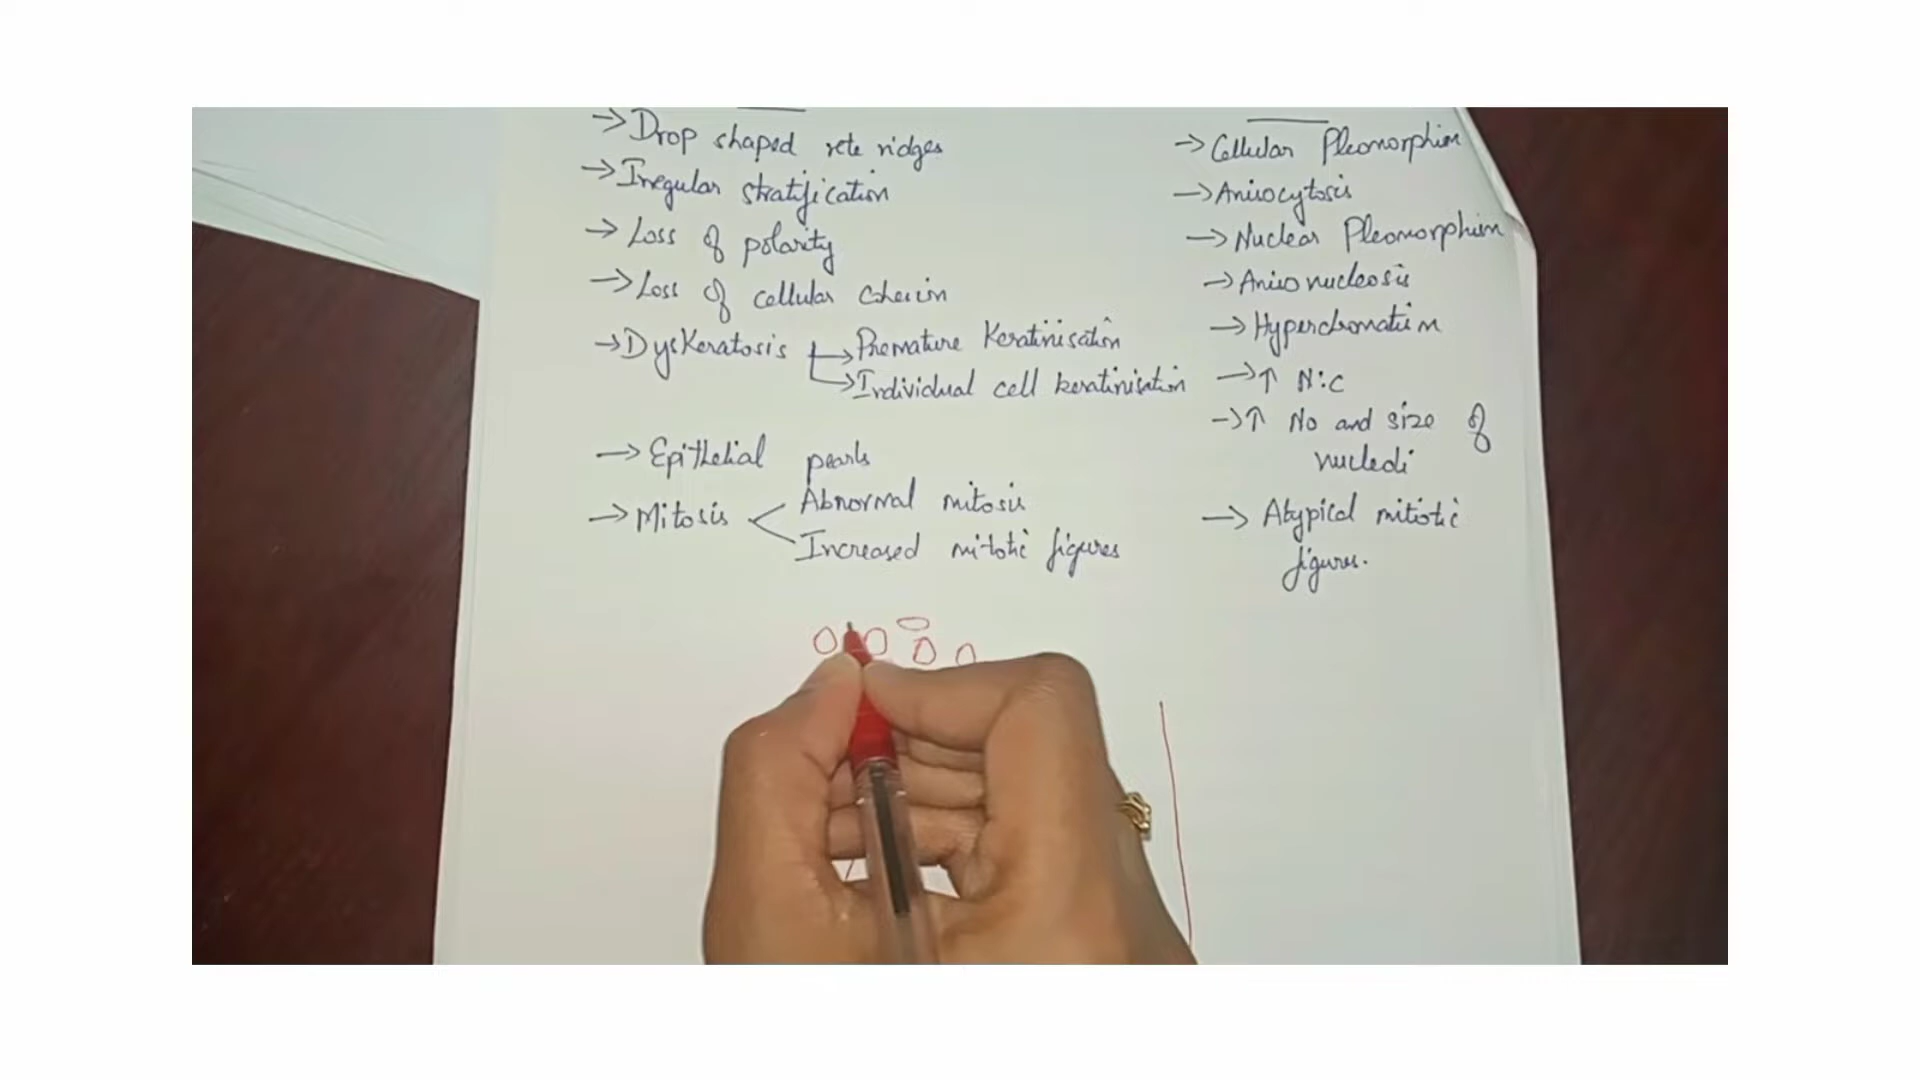 → Drop shaped rete ridges
→ Irregular stratification
→ Loss of polarity
→ Loss of cellular Cohesion
→ Dyskeratosis → Premature Keratinisation
→ Individual cell keratinisation
→ Epithelial pearls
→ Mitosis < Abnormal mitosis
Increased mitotic figures
→ Cellular Pleomorphism
→ Anisocytosis
→ Nuclear Pleomorphism
→ Anisonucleosis
→ Hyperchromatism
→ ↑ N:C
→ ↑ No and size of
nucleoli
→ Atypical mitotic
figures.